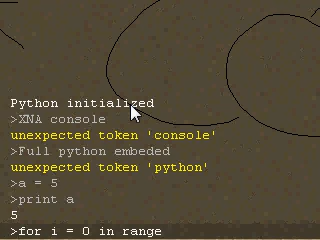 Python initialized
>XNA console
unexpected token 'console'
>Full python embeded
unexpected token 'python'
>a = 5
>print a
5
>for i = 0 in range